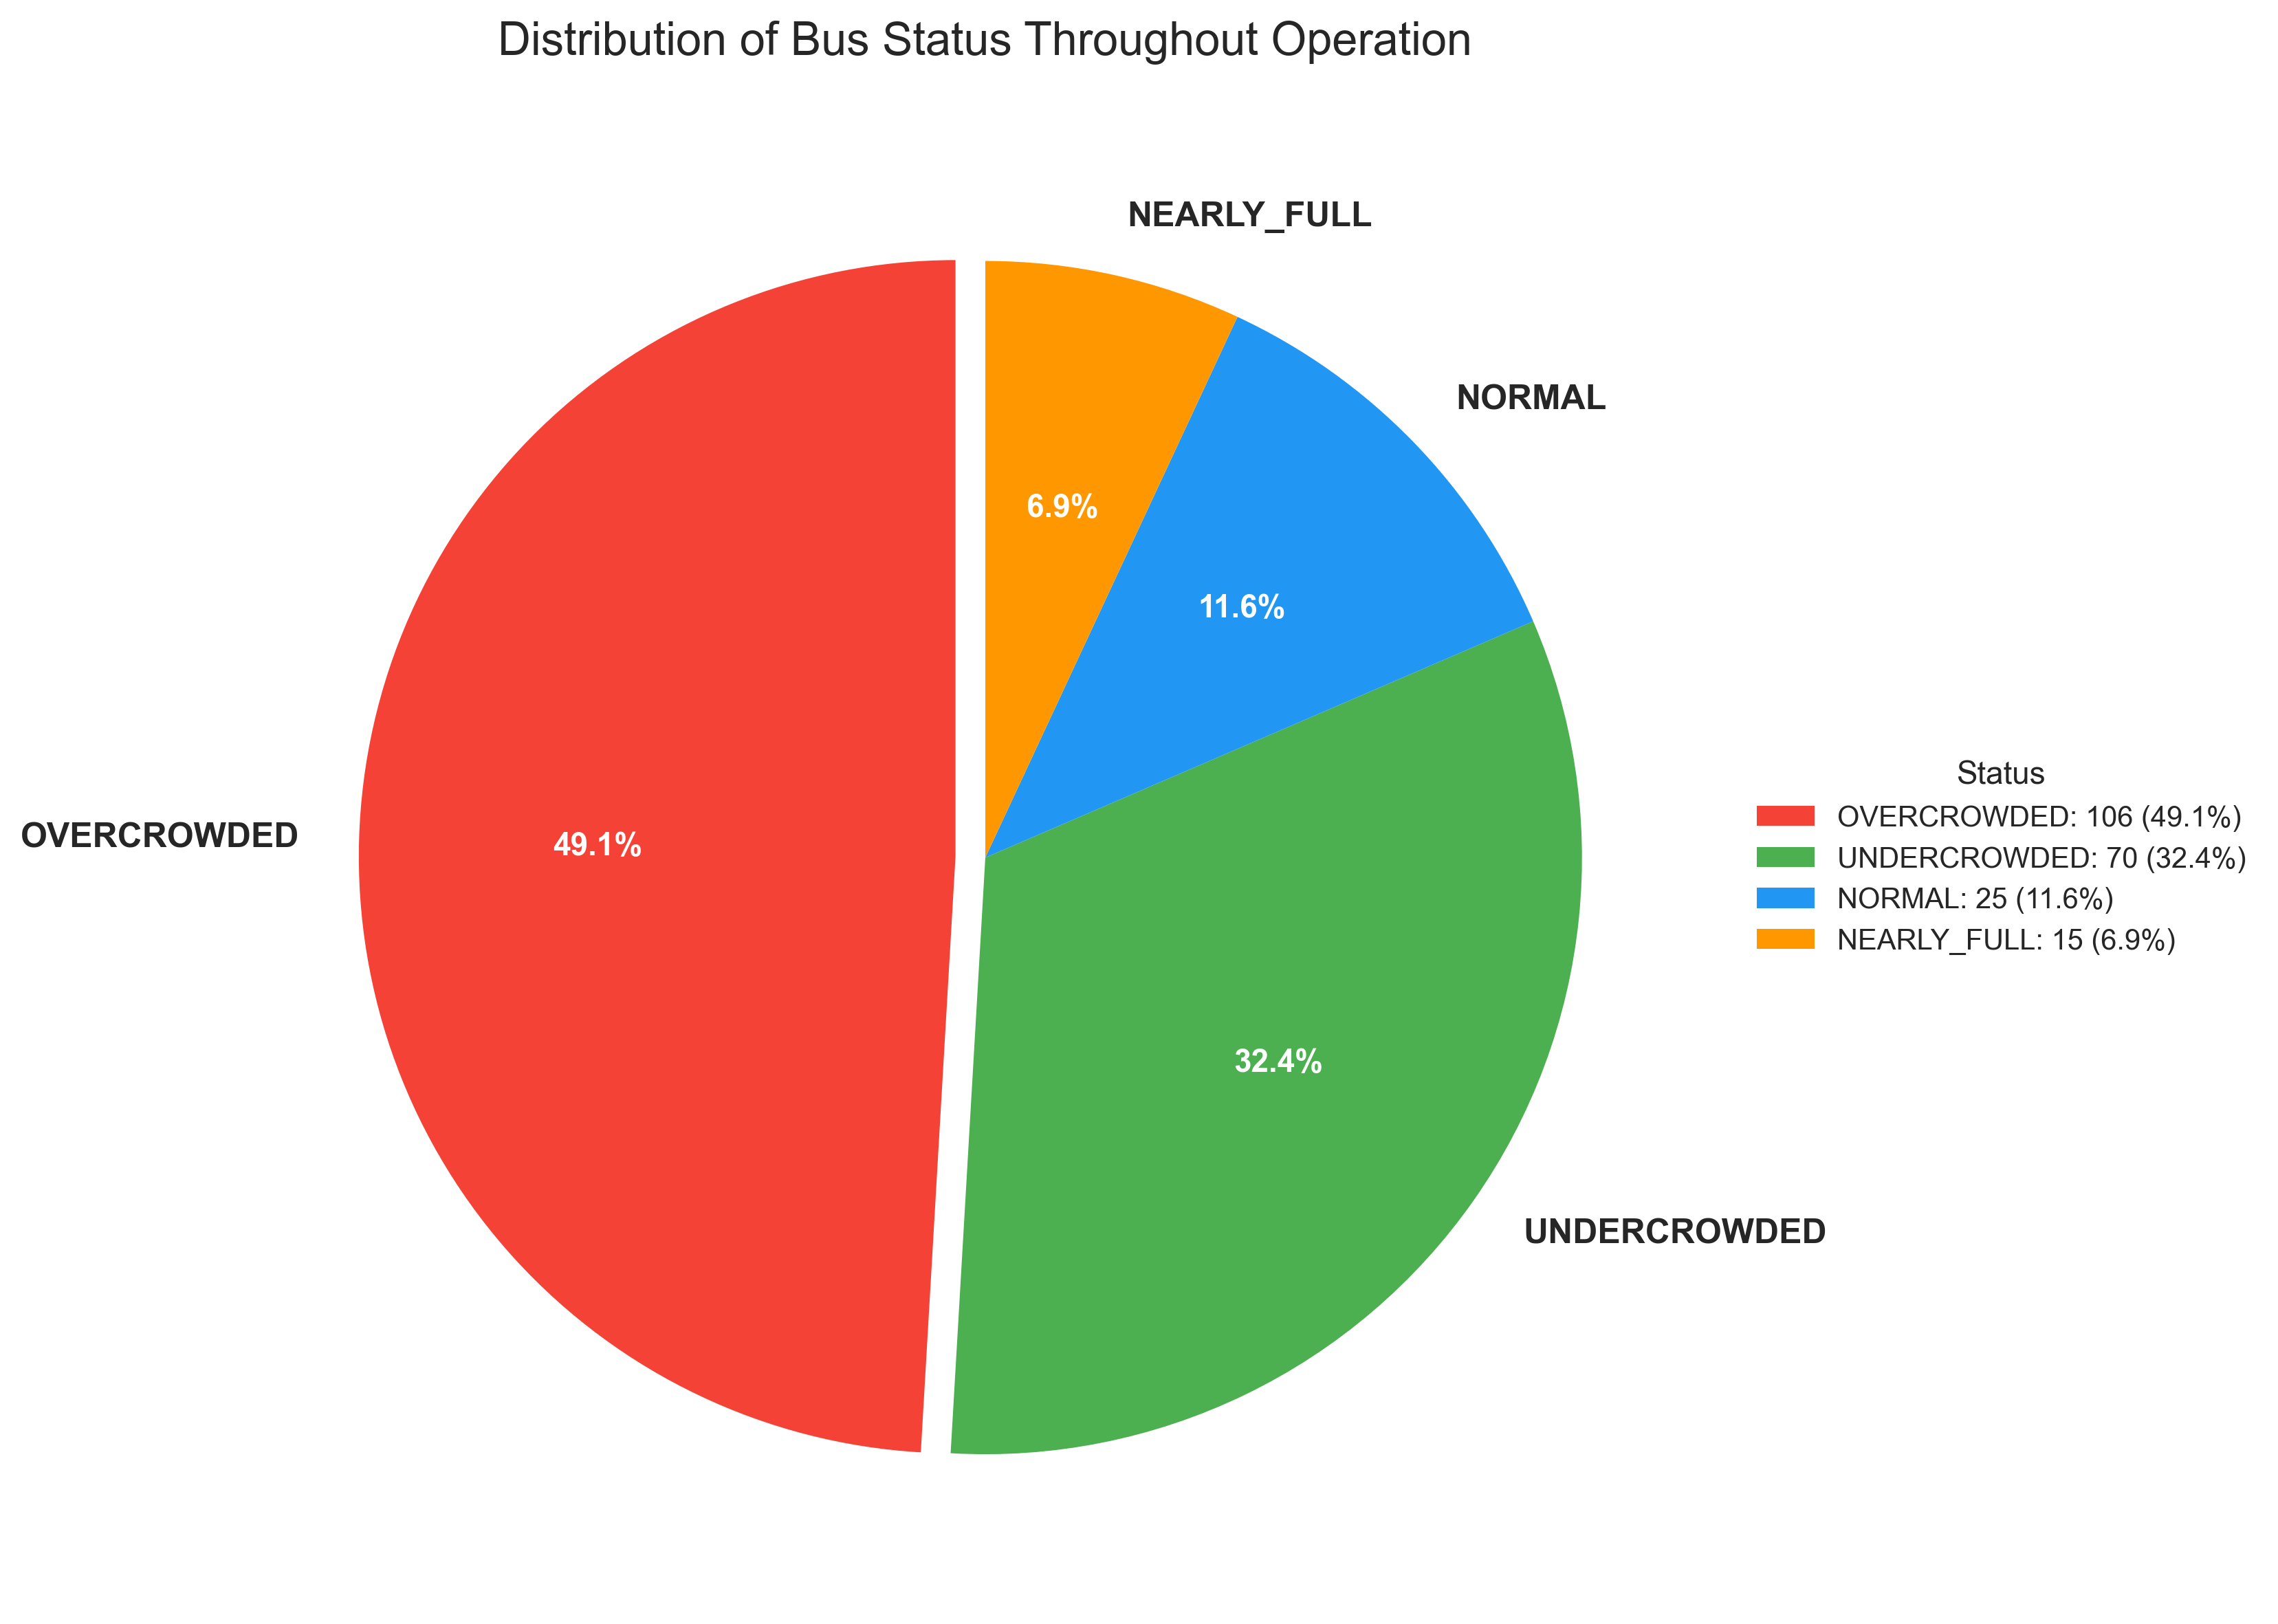 Distribution of Bus Status Throughout Operation
NEARLY_FULL
NORMAL
6.9%
11.6%
OVERCROWDED
49.1%
32.4%
UNDERCROWDED
Status
OVERCROWDED: 106 (49.1%)
UNDERCROWDED: 70 (32.4%)
NORMAL: 25 (11.6%)
NEARLY_FULL: 15 (6.9%)